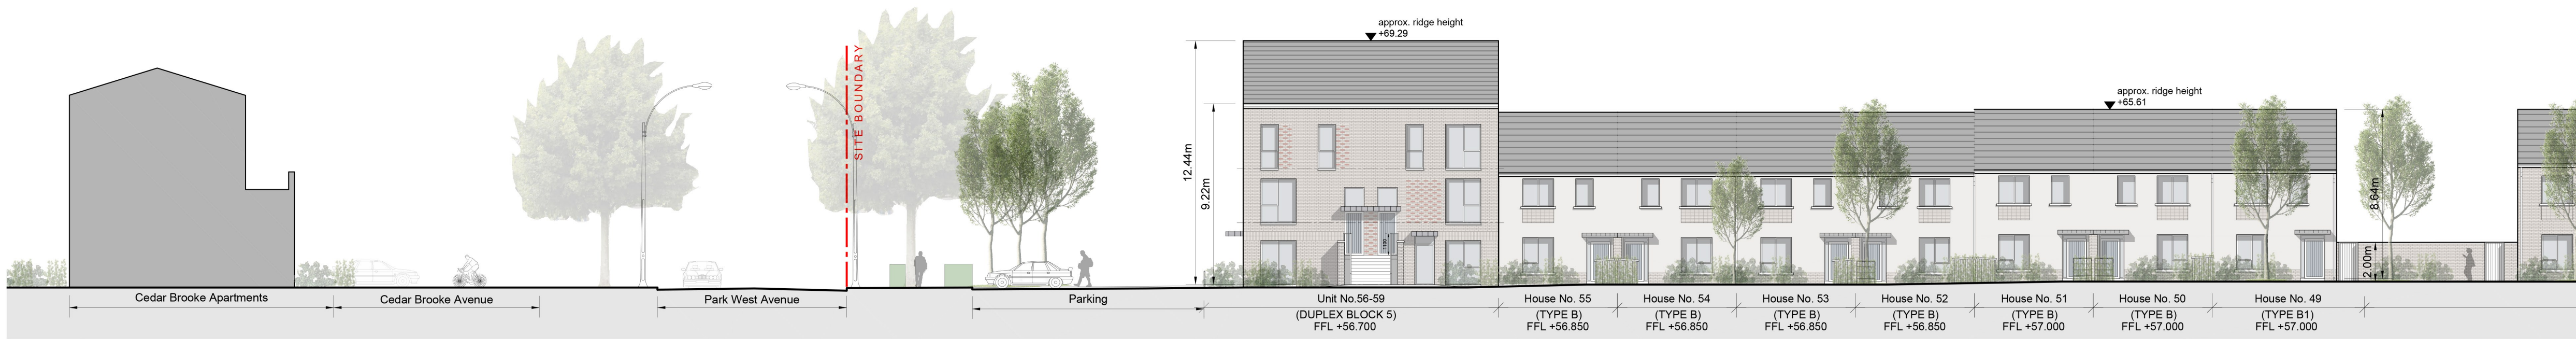 approx. ridge height
+69.29
approx. ridge height
+65.61
SITE BOUNDARY
12.44m
9.22m
1100
8.64m
2.00m
Cedar Brooke Apartments
Cedar Brooke Avenue
Park West Avenue
Parking
Unit No.56-59
(DUPLEX BLOCK 5)
FFL +56.700
House No. 55
(TYPE B)
FFL +56.850
House No. 54
(TYPE B)
FFL +56.850
House No. 53
(TYPE B)
FFL +56.850
House No. 52
(TYPE B)
FFL +56.850
House No. 51
(TYPE B)
FFL +57.000
House No. 50
(TYPE B)
FFL +57.000
House No. 49
(TYPE B1)
FFL +57.000